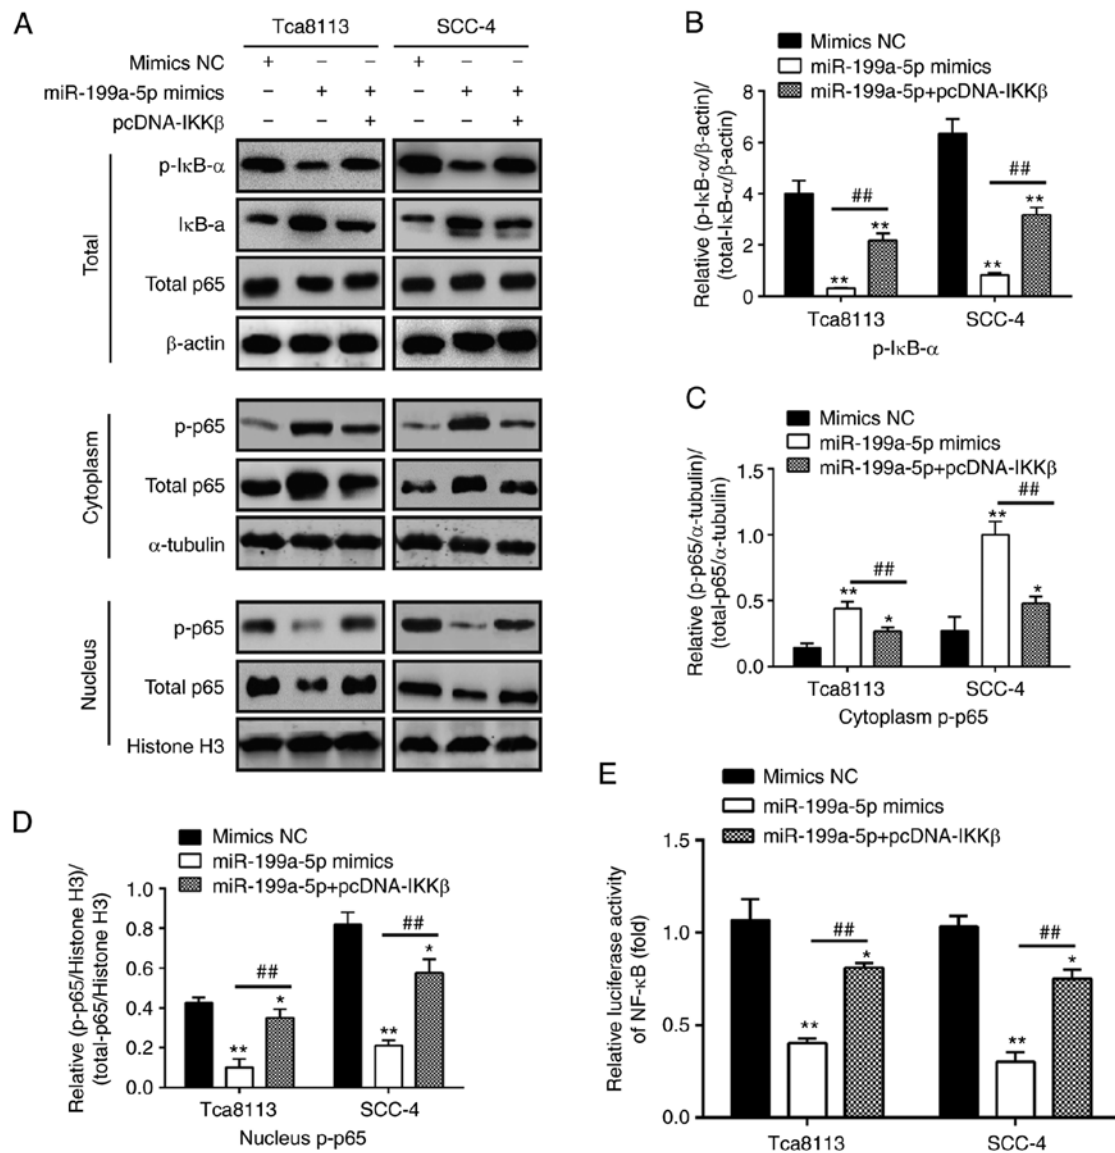 A
Tca8113 SCC-4
Mimics NC + – – + – –
miR-199a-5p mimics – + + – + +
pcDNA-IKKβ – – + – – +
Total
p-IκB-α
IκB-a
Total p65
β-actin
Cytoplasm
p-p65
Total p65
α-tubulin
Nucleus
p-p65
Total p65
Histone H3
B
Mimics NC
miR-199a-5p mimics
miR-199a-5p+pcDNA-IKKβ
Relative (p-IκB-α/β-actin)/
(total-IκB-α/β-actin)
8
6
4
2
0
##
**
**
##
**
**
Tca8113 SCC-4
p-IκB-α
C
Mimics NC
miR-199a-5p mimics
miR-199a-5p+pcDNA-IKKβ
Relative (p-p65/α-tubulin)/
(total-p65/α-tubulin)
1.5
1.0
0.5
0.0
##
**
*
##
**
*
Tca8113 SCC-4
Cytoplasm p-p65
D
Mimics NC
miR-199a-5p mimics
miR-199a-5p+pcDNA-IKKβ
Relative (p-p65/Histone H3)/
(total-p65/Histone H3)
1.0
0.8
0.6
0.4
0.2
0.0
##
**
*
##
**
*
Tca8113 SCC-4
Nucleus p-p65
E
Mimics NC
miR-199a-5p mimics
miR-199a-5p+pcDNA-IKKβ
Relative luciferase activity
of NF-κB (fold)
1.5
1.0
0.5
0.0
##
**
*
##
**
*
Tca8113 SCC-4